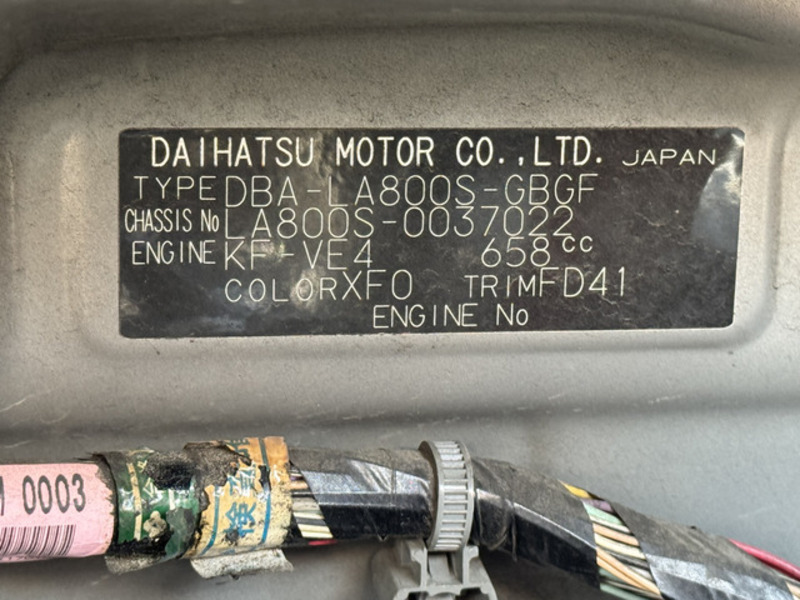 DAIHATSU MOTOR CO.,LTD. JAPAN
TYPE DBA-LA800S-GBGF
CHASSIS No LA800S-0037022
ENGINE KF-VE4 658cc
COLOR XF0 TRIM FD41
ENGINE No
0003
検